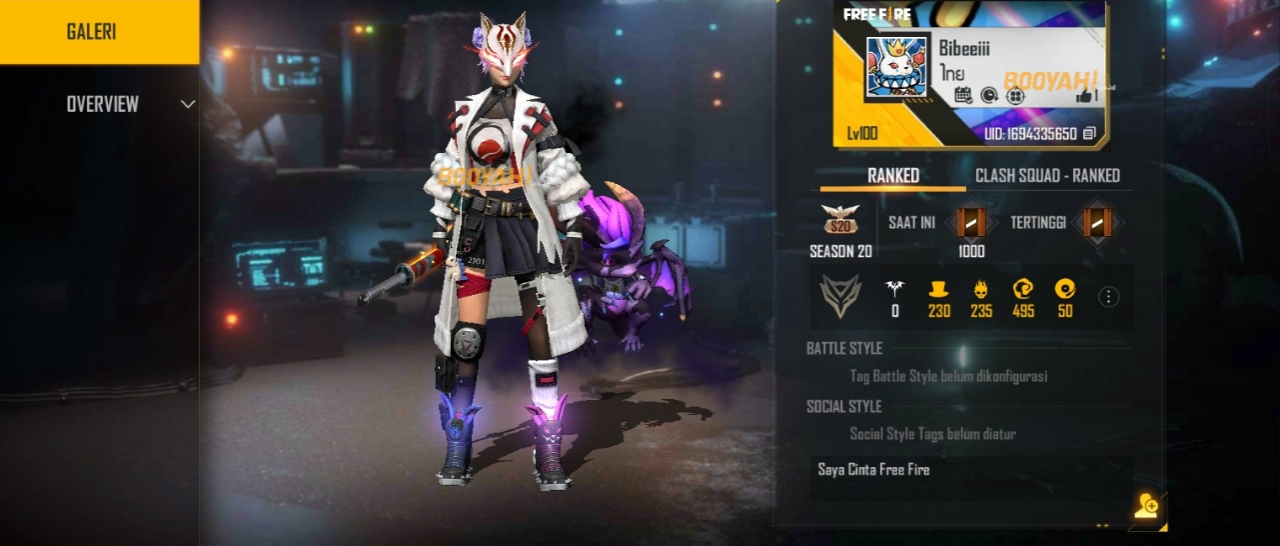 GALERI
OVERVIEW
FREE FIRE
Bibeeiii
ไทย
BOOYAH!
1
Lv100
UID: 1694335650
RANKED
CLASH SQUAD - RANKED
S20
SAAT INI
TERTINGGI
SEASON 20
1000
0
230
235
495
50
BATTLE STYLE
Tag Battle Style belum dikonfigurasi
SOCIAL STYLE
Social Style Tags belum diatur
Saya Cinta Free Fire
BOOYAH!
2301